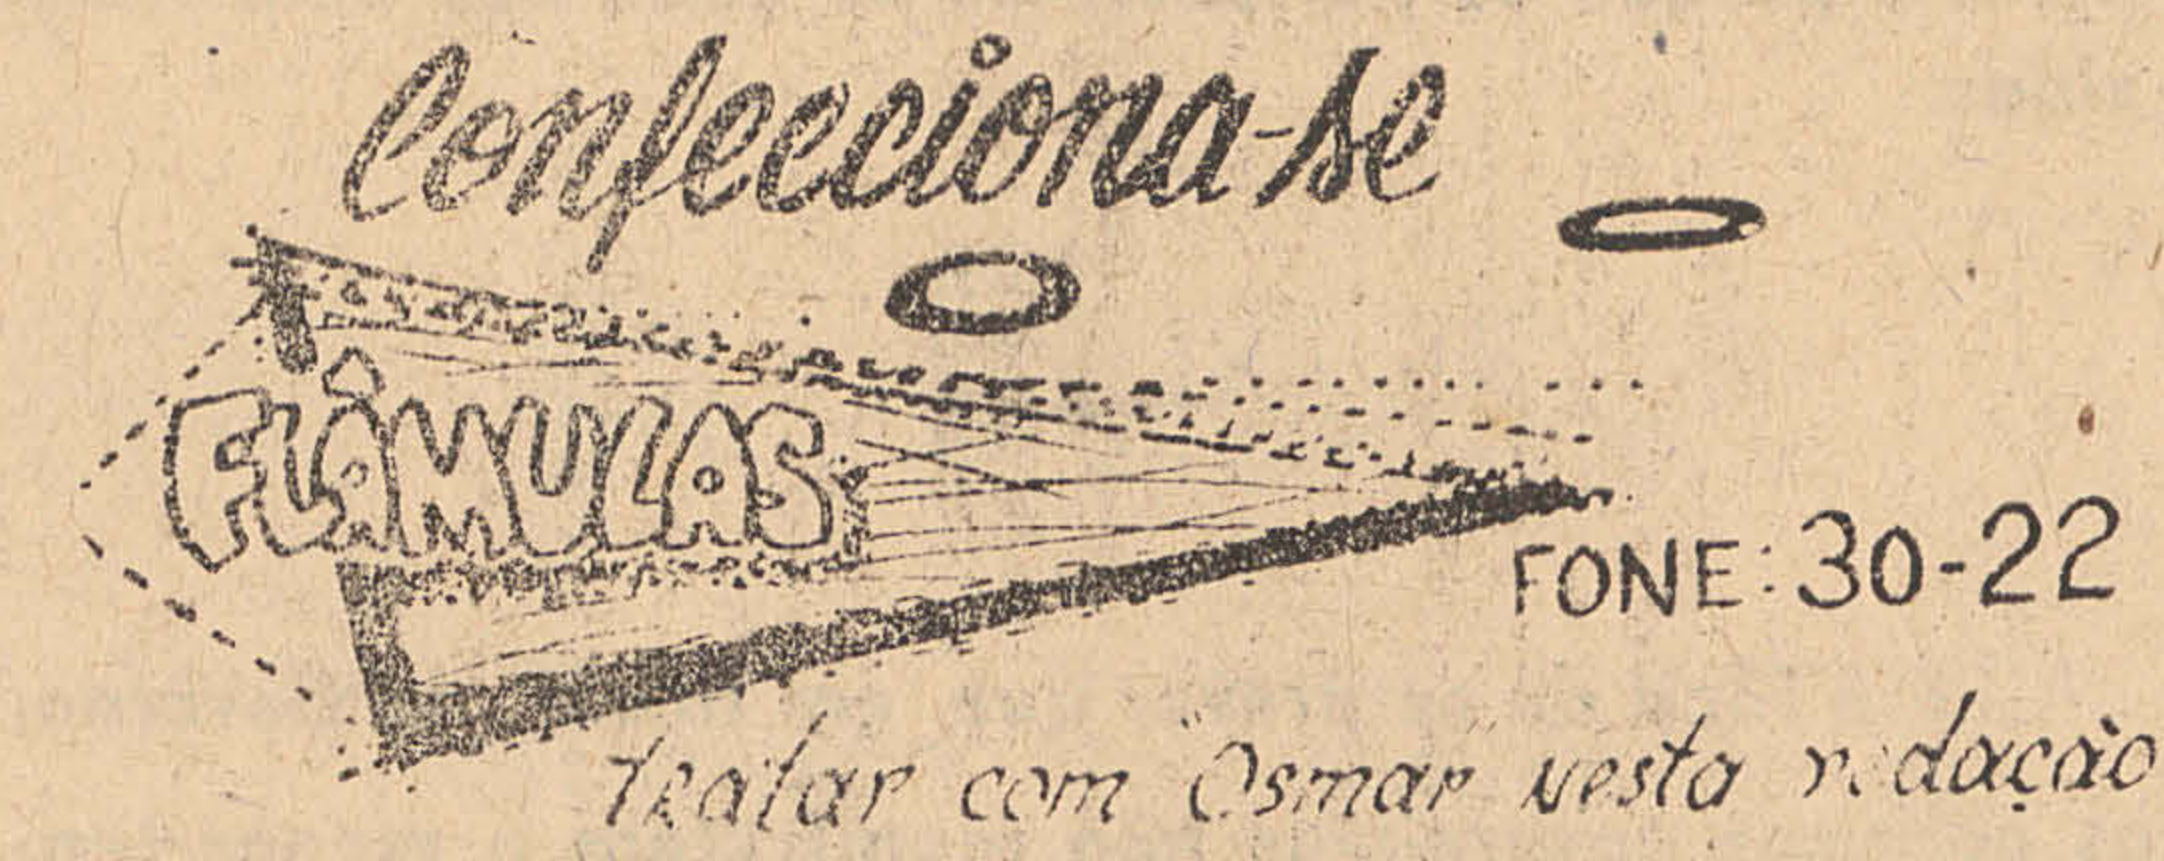 Confecciona-se
FLÂMULAS
FONE: 30-22
tratar com "Osmar" nesta redação